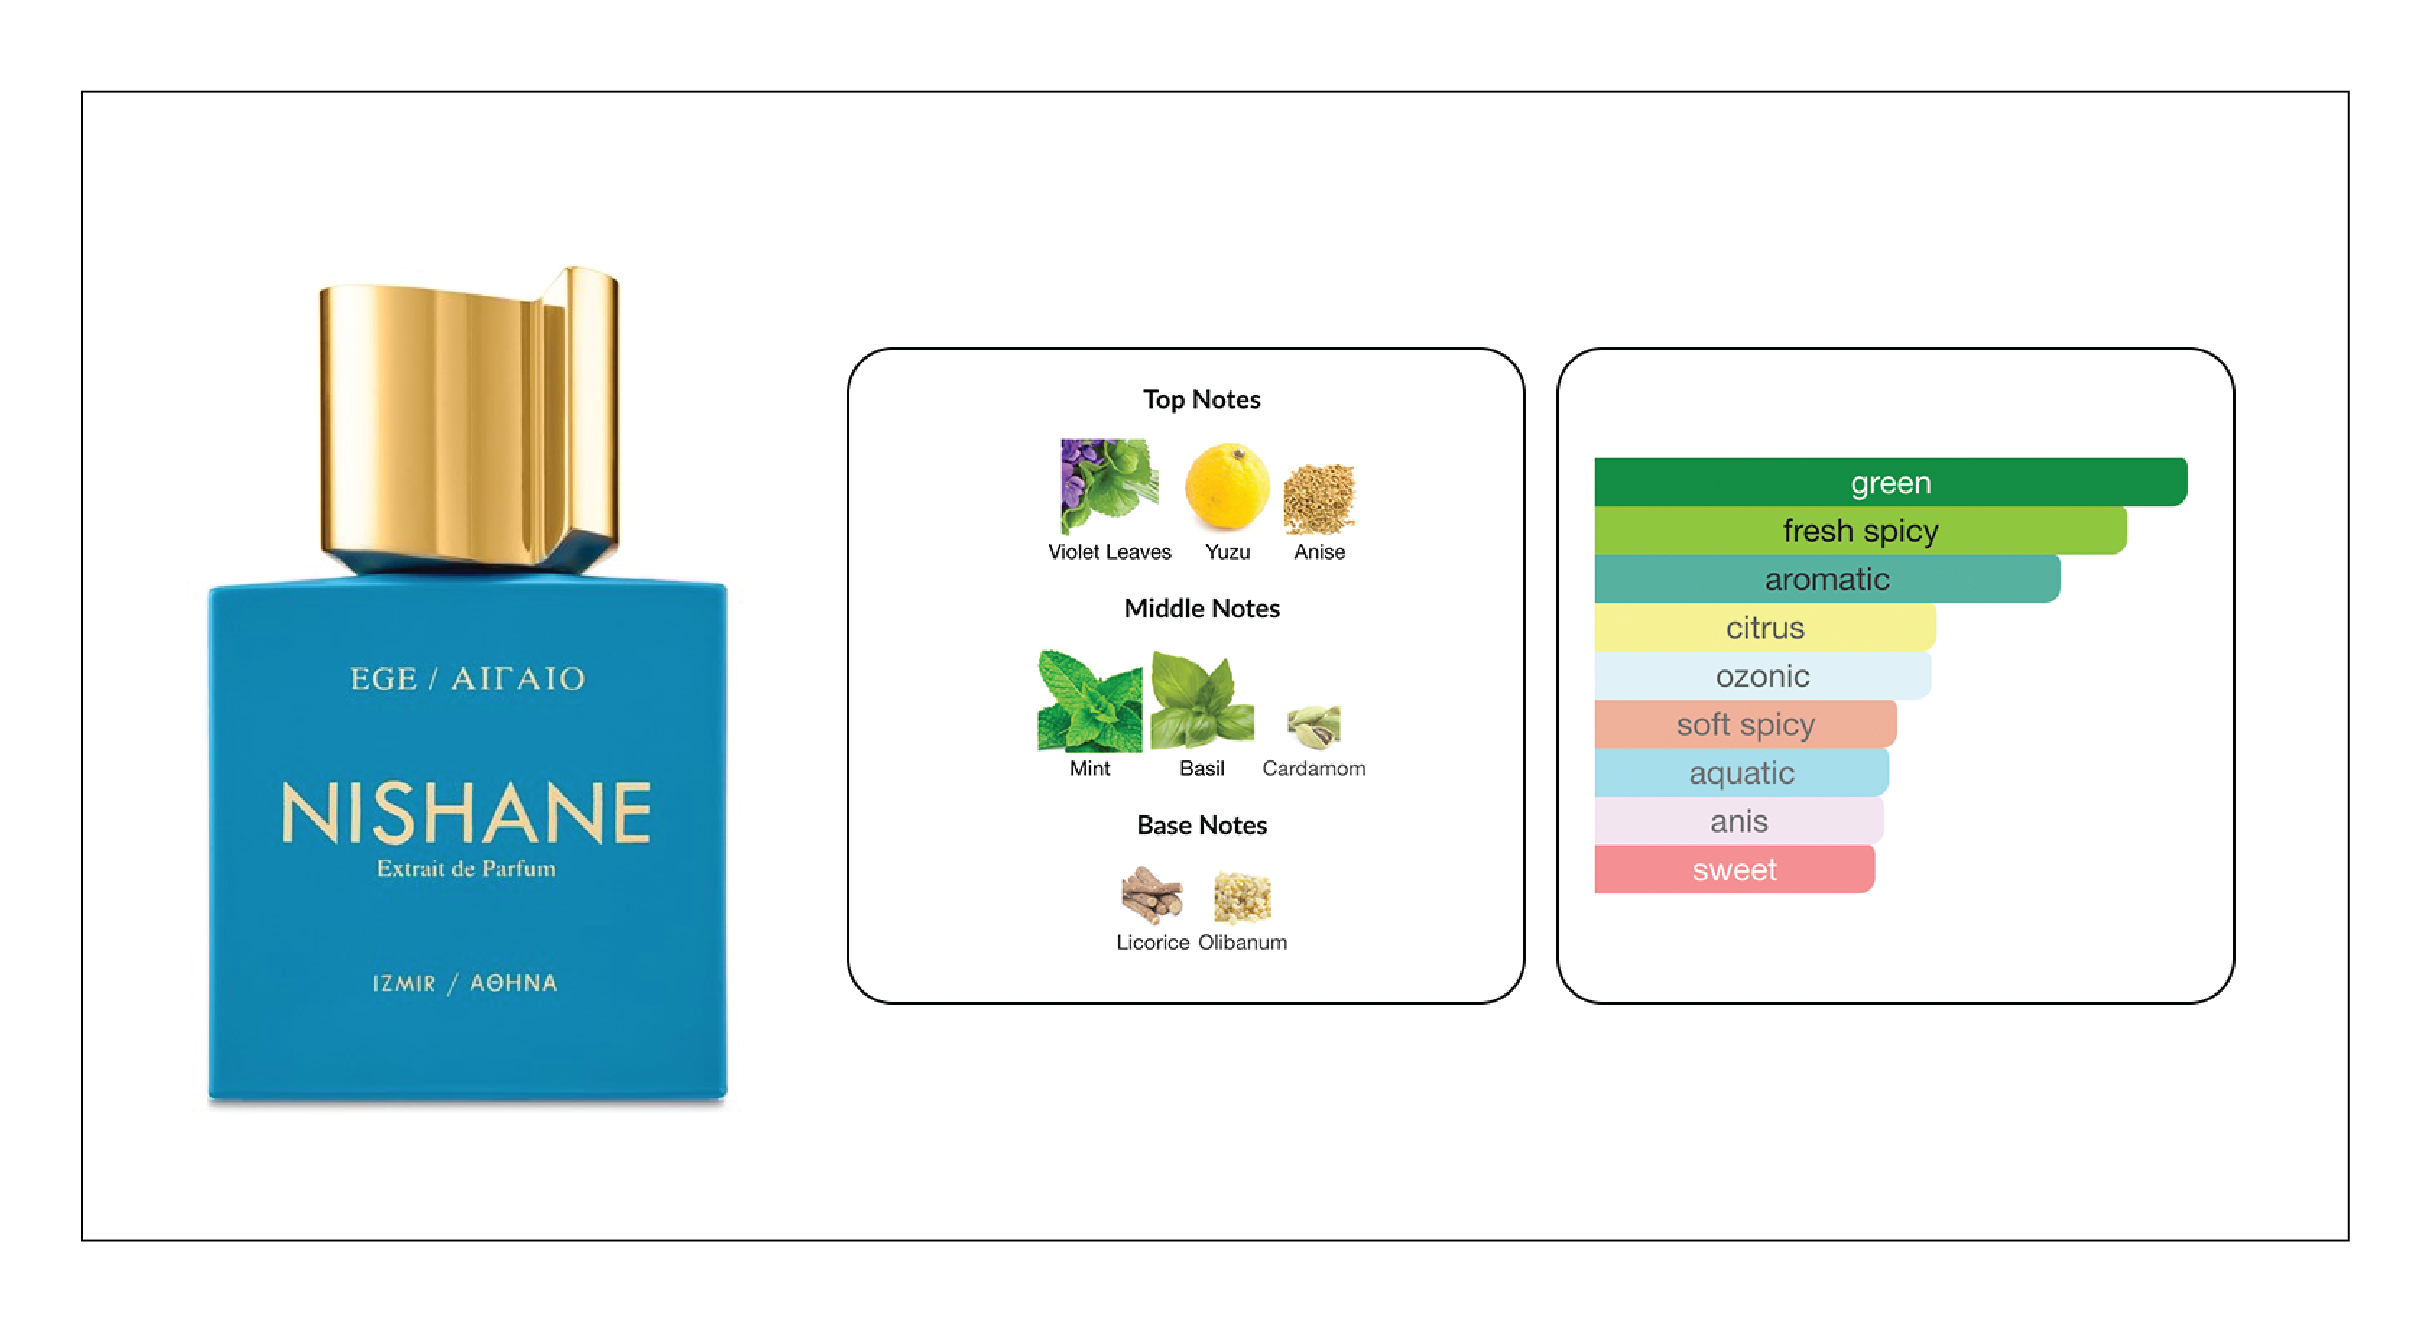 EGE / ΑΙΓΑΙΟ
NISHANE
Extrait de Parfum
IZMIR / ΑΘΗΝΑ
Top Notes
Violet Leaves Yuzu Anise
Middle Notes
Mint Basil Cardamom
Base Notes
Licorice Olibanum
green
fresh spicy
aromatic
citrus
ozonic
soft spicy
aquatic
anis
sweet